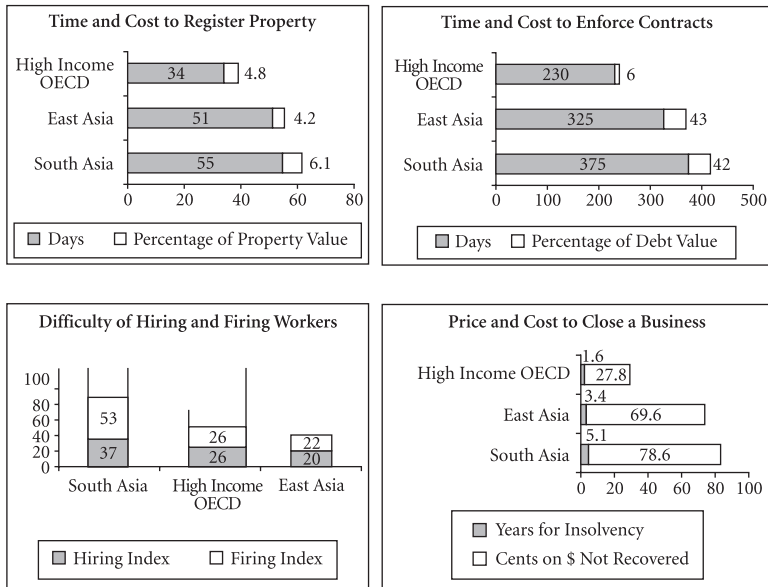 Time and Cost to Register Property
High Income
OECD
34
4.8
East Asia
51
4.2
South Asia
55
6.1
0 20 40 60 80
Days Percentage of Property Value
Time and Cost to Enforce Contracts
High Income
OECD
230
6
East Asia
325
43
South Asia
375
42
0 100 200 300 400 500
Days Percentage of Debt Value
Difficulty of Hiring and Firing Workers
100
80
60
40
20
0
53
37
26
26
22
20
South Asia High Income East Asia
OECD
Hiring Index Firing Index
Price and Cost to Close a Business
1.6
High Income OECD 27.8
3.4
East Asia 69.6
5.1
South Asia 78.6
0 20 40 60 80 100
Years for Insolvency
Cents on $ Not Recovered